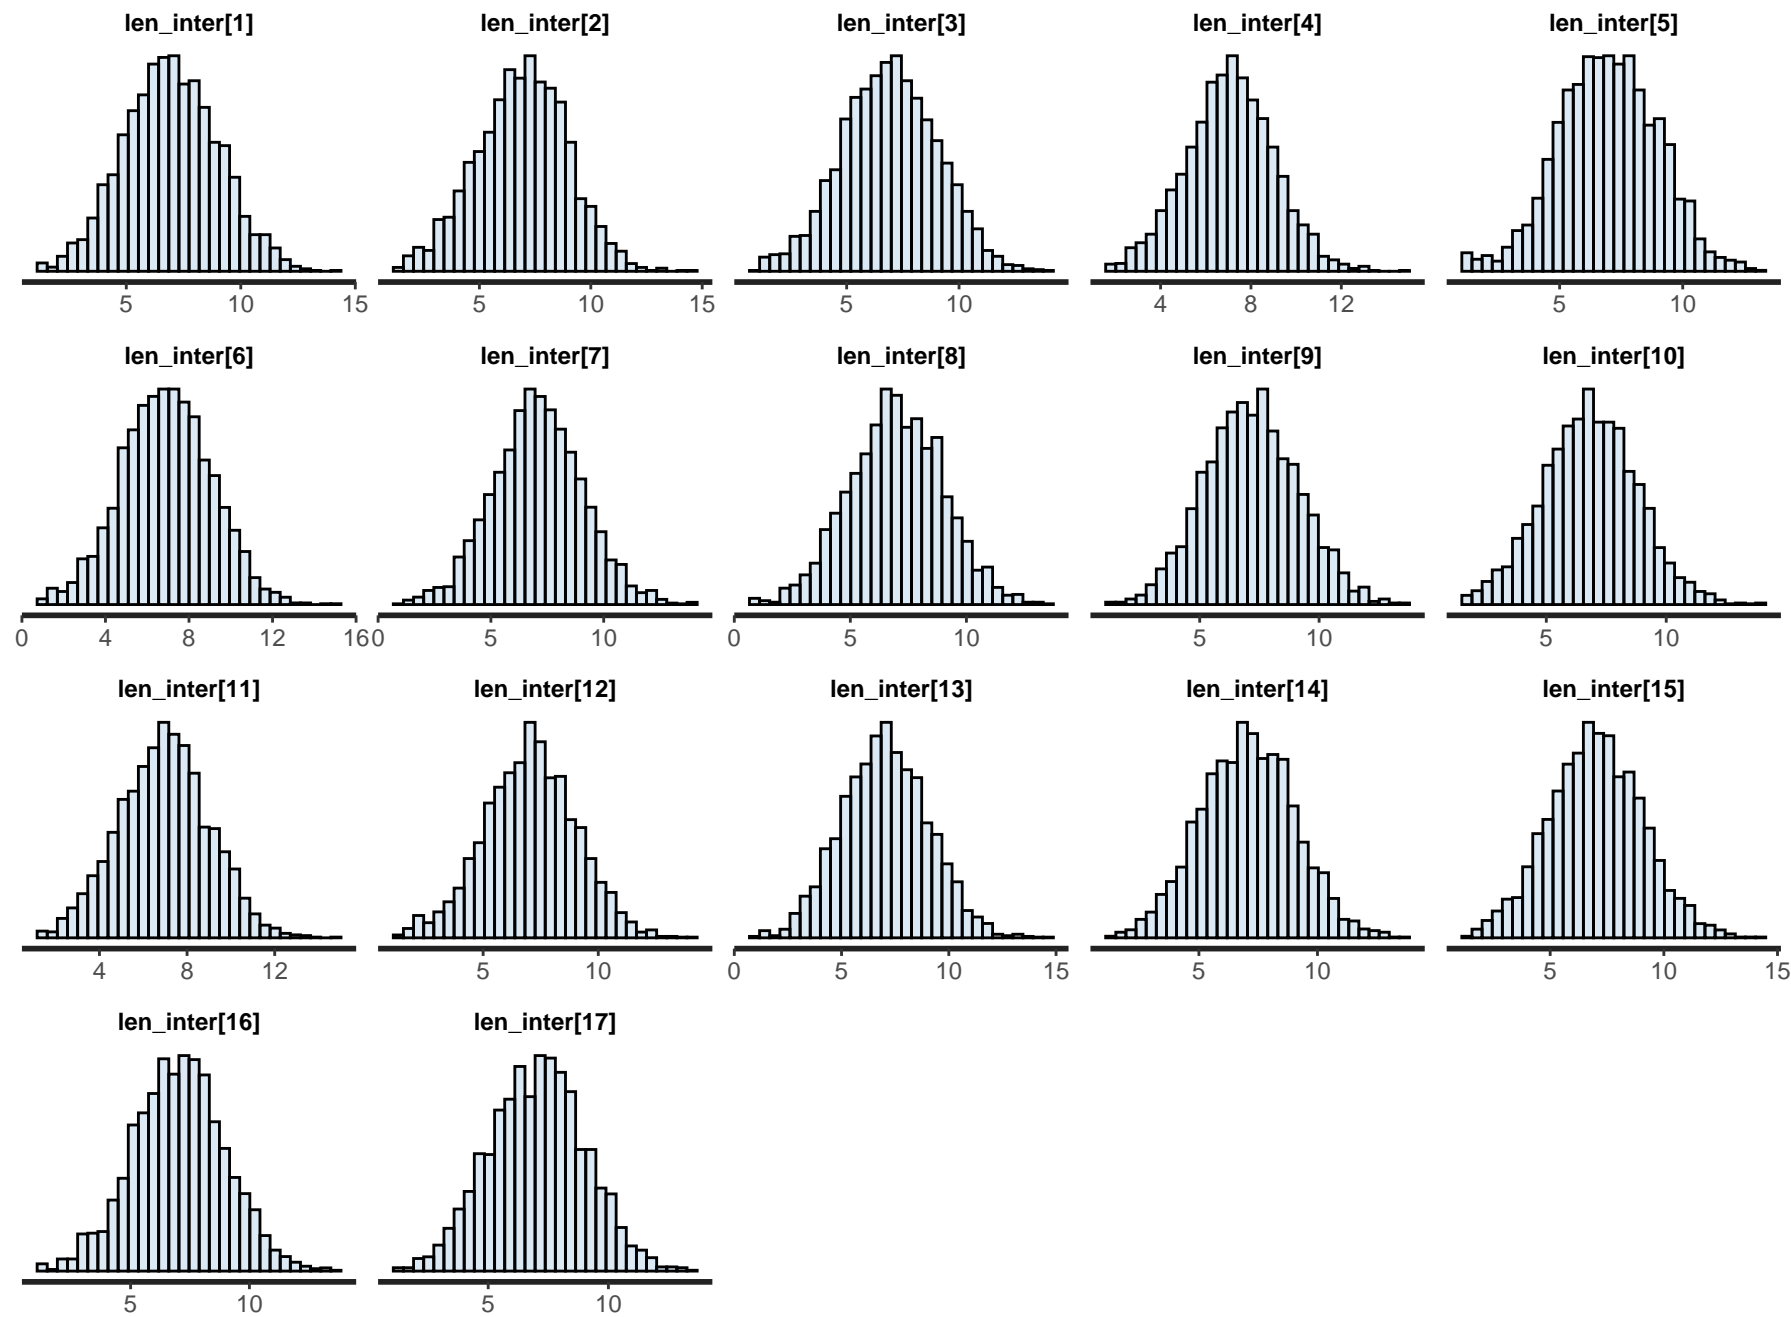 len_inter[1] len_inter[2] len_inter[3] len_inter[4] len_inter[5]
5 10 15 5 10 15 5 10 4 8 12 5 10
len_inter[6] len_inter[7] len_inter[8] len_inter[9] len_inter[10]
0 4 8 12 16 0 5 10 0 5 10 5 10 5 10
len_inter[11] len_inter[12] len_inter[13] len_inter[14] len_inter[15]
4 8 12 5 10 0 5 10 15 5 10 5 10 15
len_inter[16] len_inter[17]
5 10 5 10